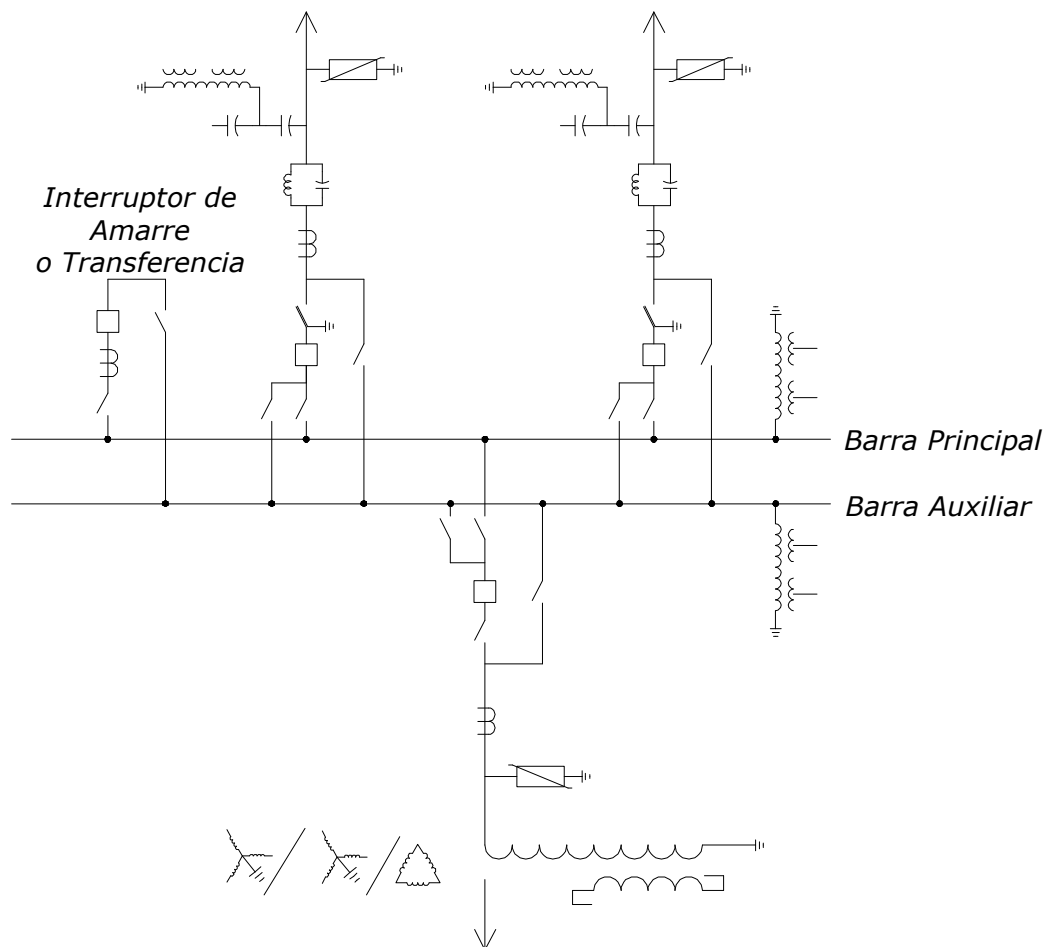 Interruptor de
Amarre
o Transferencia
Barra Principal
Barra Auxiliar